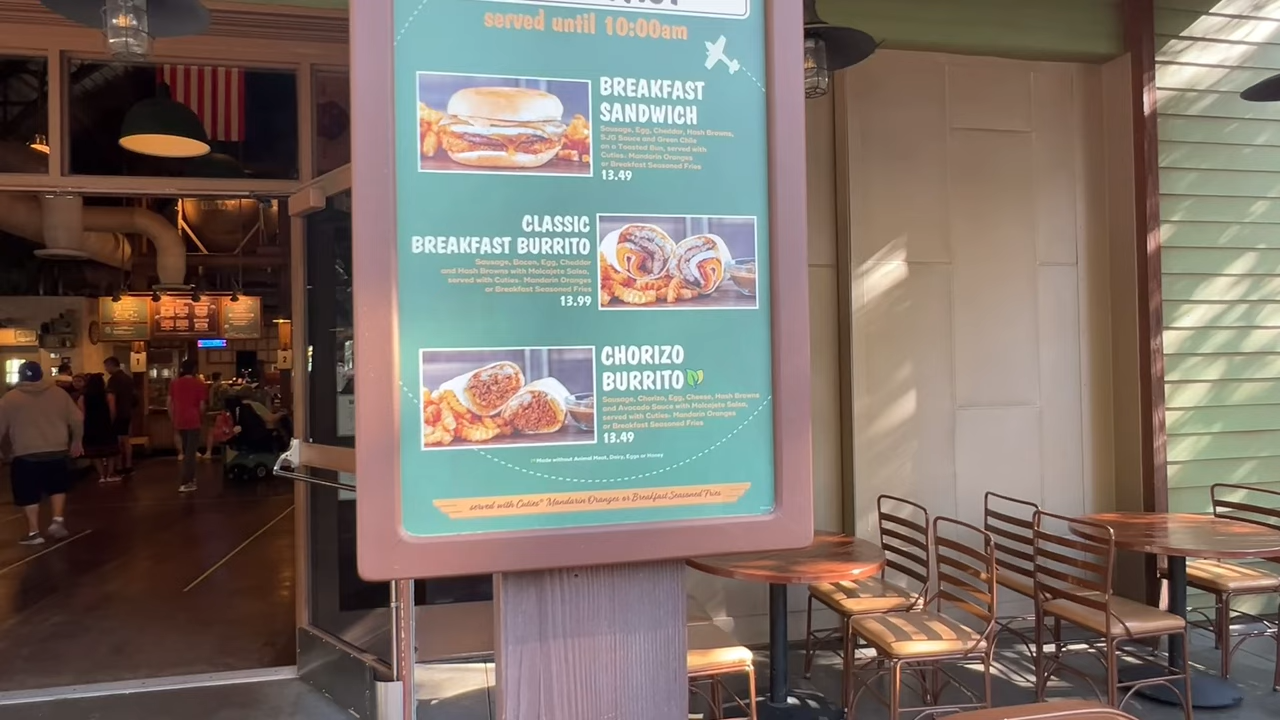 served until 10:00am
BREAKFAST
SANDWICH
Sausage, Egg, Cheddar, Hash Browns,
SJG Sauce and Green Chile
on a Toasted Bun, served with
Cuties® Mandarin Oranges
or Breakfast Seasoned Fries
13.49
CLASSIC
BREAKFAST BURRITO
Sausage, Bacon, Egg, Cheddar
and Hash Browns with Molcajete Salsa,
served with Cuties® Mandarin Oranges
or Breakfast Seasoned Fries
13.99
CHORIZO
BURRITO
Sausage, Chorizo, Egg, Cheese, Hash Browns
and Avocado Sauce with Molcajete Salsa,
served with Cuties® Mandarin Oranges
or Breakfast Seasoned Fries
13.49
Made without Animal Meat, Dairy, Eggs or Honey
served with Cuties® Mandarin Oranges or Breakfast Seasoned Fries
1
2